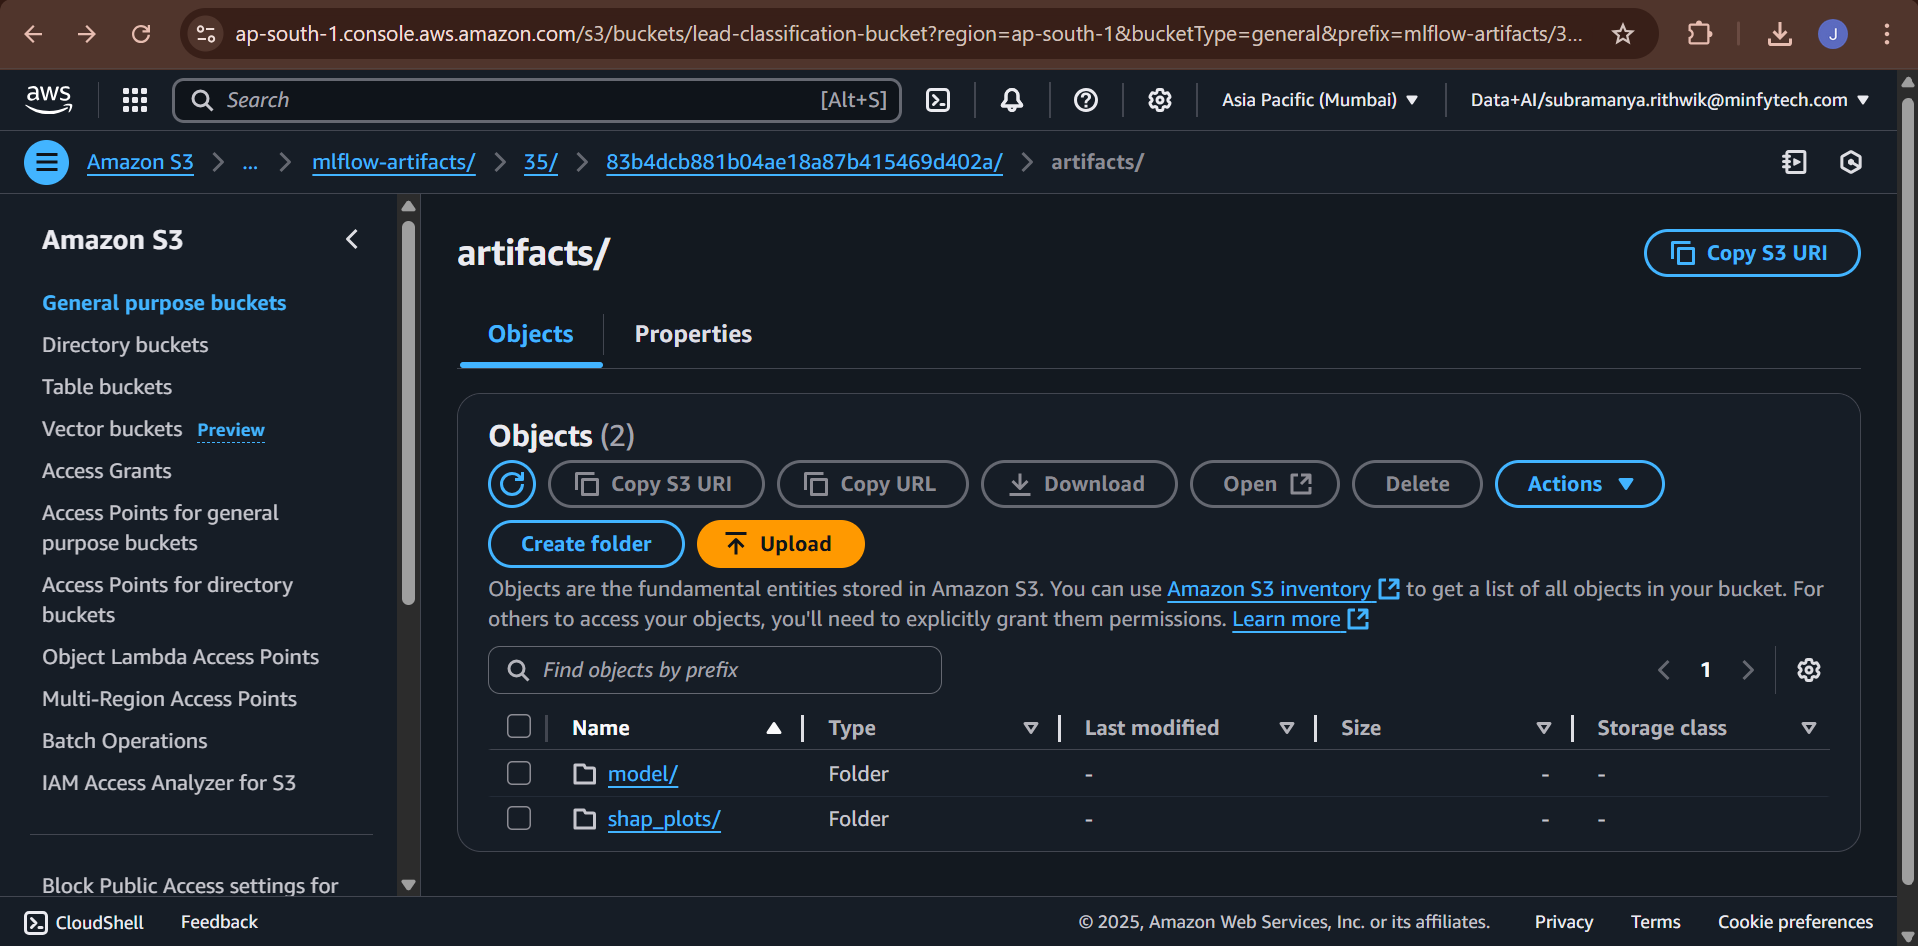 ap-south-1.console.aws.amazon.com/s3/buckets/lead-classification-bucket?region=ap-south-1&bucketType=general&prefix=mlflow-artifacts/3...
J
aws
Search
[Alt+S]
Asia Pacific (Mumbai)
Data+AI/subramanya.rithwik@minfytech.com
Amazon S3
...
mlflow-artifacts/
35/
83b4dcb881b04ae18a87b415469d402a/
artifacts/
Amazon S3
General purpose buckets
Directory buckets
Table buckets
Vector buckets Preview
Access Grants
Access Points for general
purpose buckets
Access Points for directory
buckets
Object Lambda Access Points
Multi-Region Access Points
Batch Operations
IAM Access Analyzer for S3
Block Public Access settings for
artifacts/
Copy S3 URI
Objects
Properties
Objects (2)
Copy S3 URI
Copy URL
Download
Open
Delete
Actions
Create folder
Upload
Objects are the fundamental entities stored in Amazon S3. You can use Amazon S3 inventory to get a list of all objects in your bucket. For
others to access your objects, you'll need to explicitly grant them permissions. Learn more
Find objects by prefix
1
Name Type Last modified Size Storage class
model/ Folder - - -
shap_plots/ Folder - - -
CloudShell
Feedback
© 2025, Amazon Web Services, Inc. or its affiliates.
Privacy
Terms
Cookie preferences